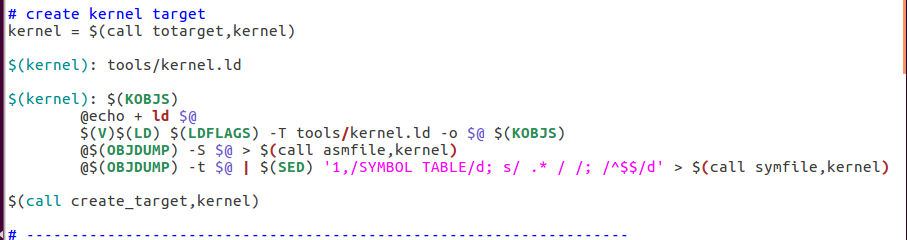 # create kernel target
kernel = $(call totarget,kernel)
$(kernel): tools/kernel.ld
$(kernel): $(KOBJS)
@echo + ld $@
$(V)$(LD) $(LDFLAGS) -T tools/kernel.ld -o $@ $(KOBJS)
@$(OBJDUMP) -S $@ > $(call asmfile,kernel)
@$(OBJDUMP) -t $@ | $(SED) '1,/SYMBOL TABLE/d; s/ .* / /; /^$$/d' > $(call symfile,kernel)
$(call create_target,kernel)
# -------------------------------------------------------------------